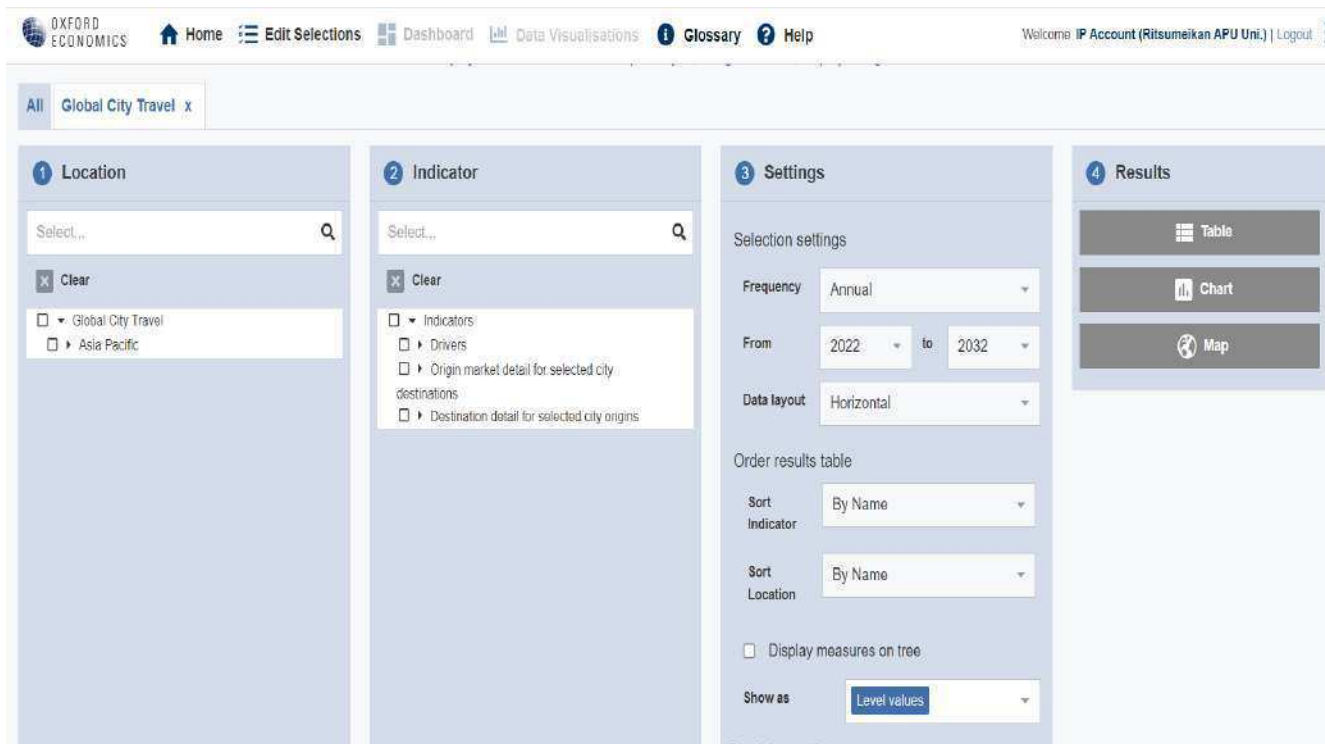 OXFORD
ECONOMICS
Home
Edit Selections
Dashboard
Data Visualisations
Glossary
Help
Welcome IP Account (Ritsumeikan APU Uni.) | Logout
All
Global City Travel x
1 Location
Select...
X Clear
Global City Travel
Asia Pacific
2 Indicator
Select...
X Clear
Indicators
Drivers
Origin market detail for selected city
destinations
Destination detail for selected city origins
3 Settings
Selection settings
Frequency Annual
From 2022 to 2032
Data layout Horizontal
Order results table
Sort
Indicator
By Name
Sort
Location
By Name
Display measures on tree
Show as Level values
4 Results
Table
Chart
Map